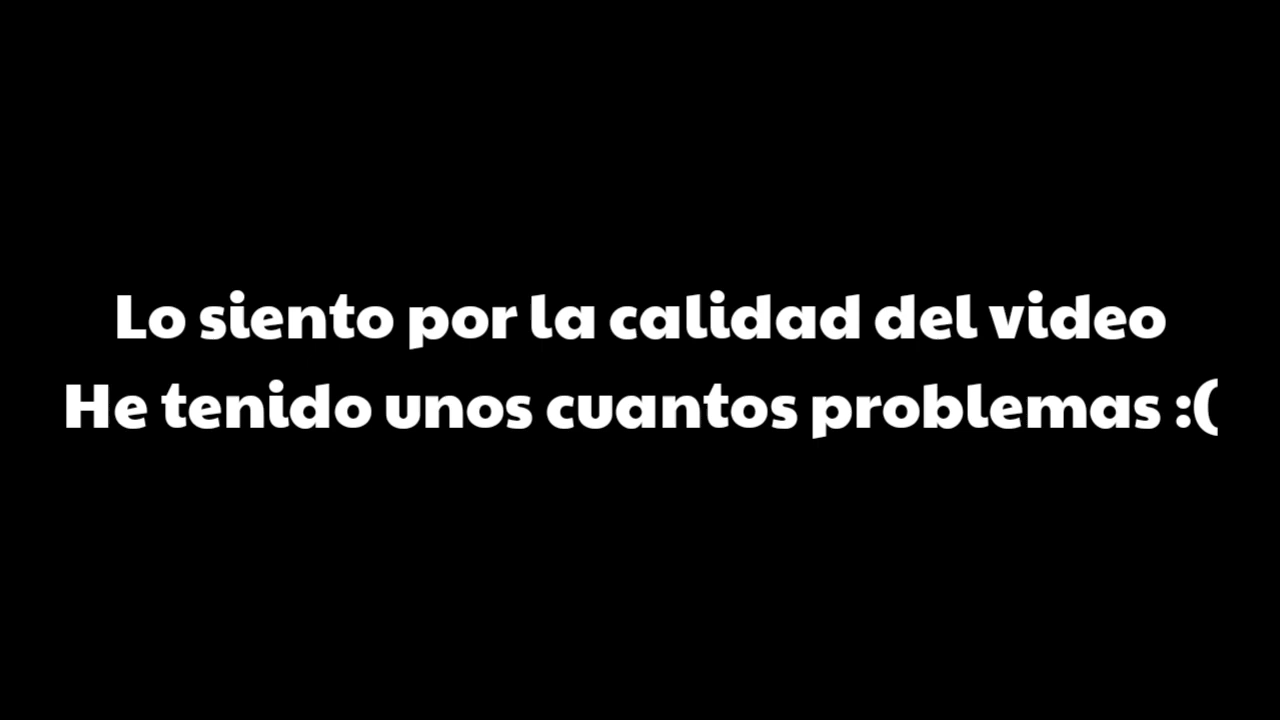 Lo siento por la calidad del video
He tenido unos cuantos problemas :(